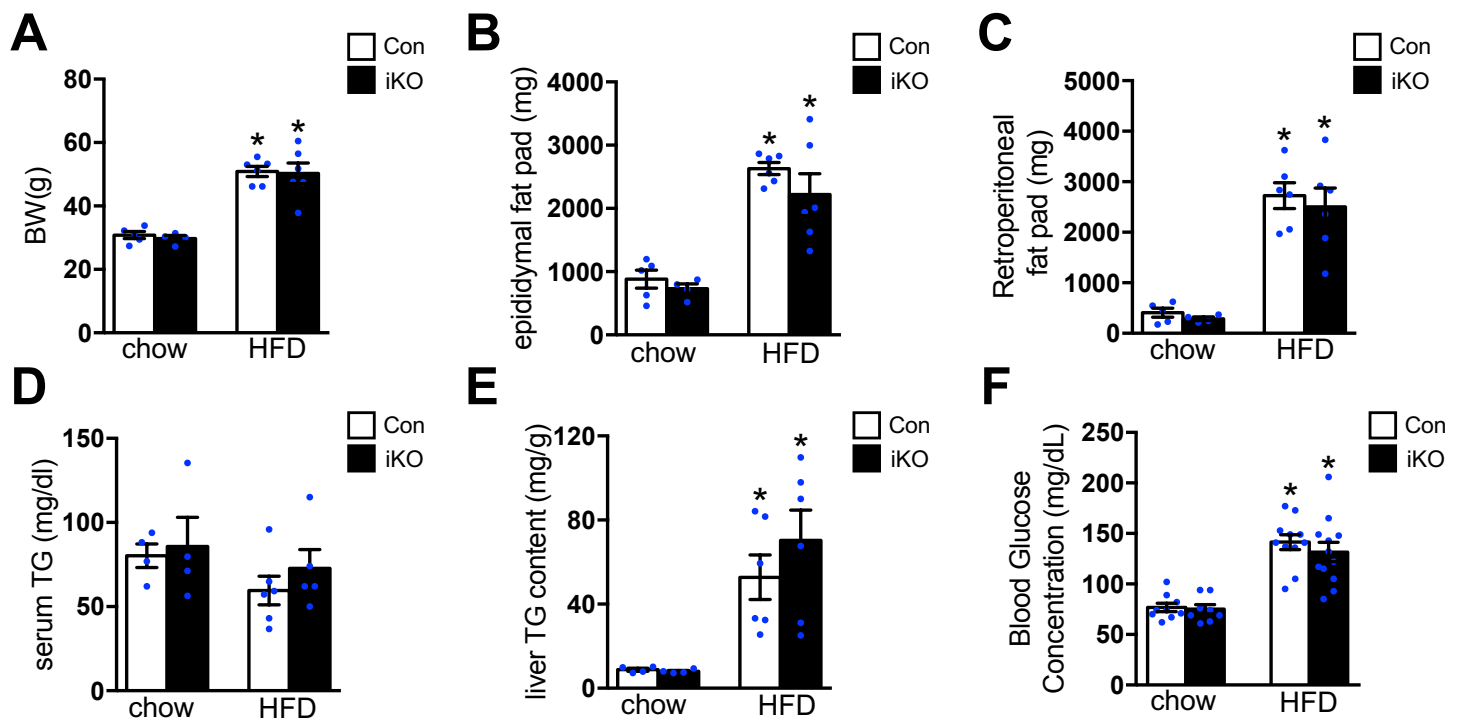 A
Con
iKO
BW(g)
80
60
40
20
0
* *
chow HFD
B
Con
iKO
epididymal fat pad (mg)
4000
3000
2000
1000
0
* *
chow HFD
C
Con
iKO
Retroperitoneal
fat pad (mg)
5000
4000
3000
2000
1000
0
* *
chow HFD
D
Con
iKO
serum TG (mg/dl)
150
100
50
0
chow HFD
E
Con
iKO
liver TG content (mg/g)
120
80
40
0
* *
chow HFD
F
Con
iKO
Blood Glucose
Concentration (mg/dL)
250
200
150
100
50
0
* *
chow HFD